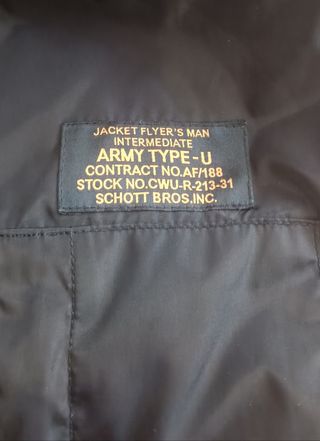 JACKET FLYER'S MAN
INTERMEDIATE
ARMY TYPE-U
CONTRACT NO.AF/188
STOCK NO.CWU-R-213-31
SCHOTT BROS.INC.